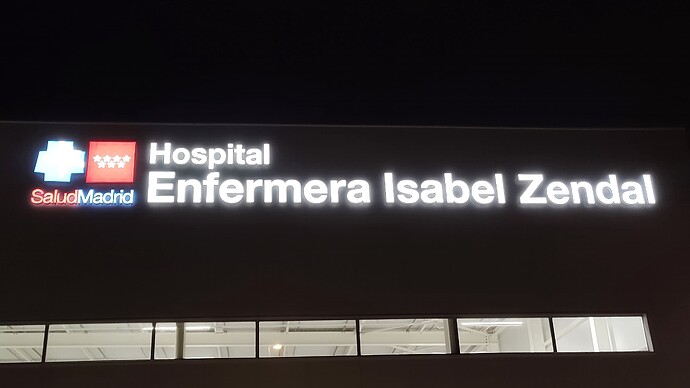 Hospital
Enfermera Isabel Zendal
SaludMadrid